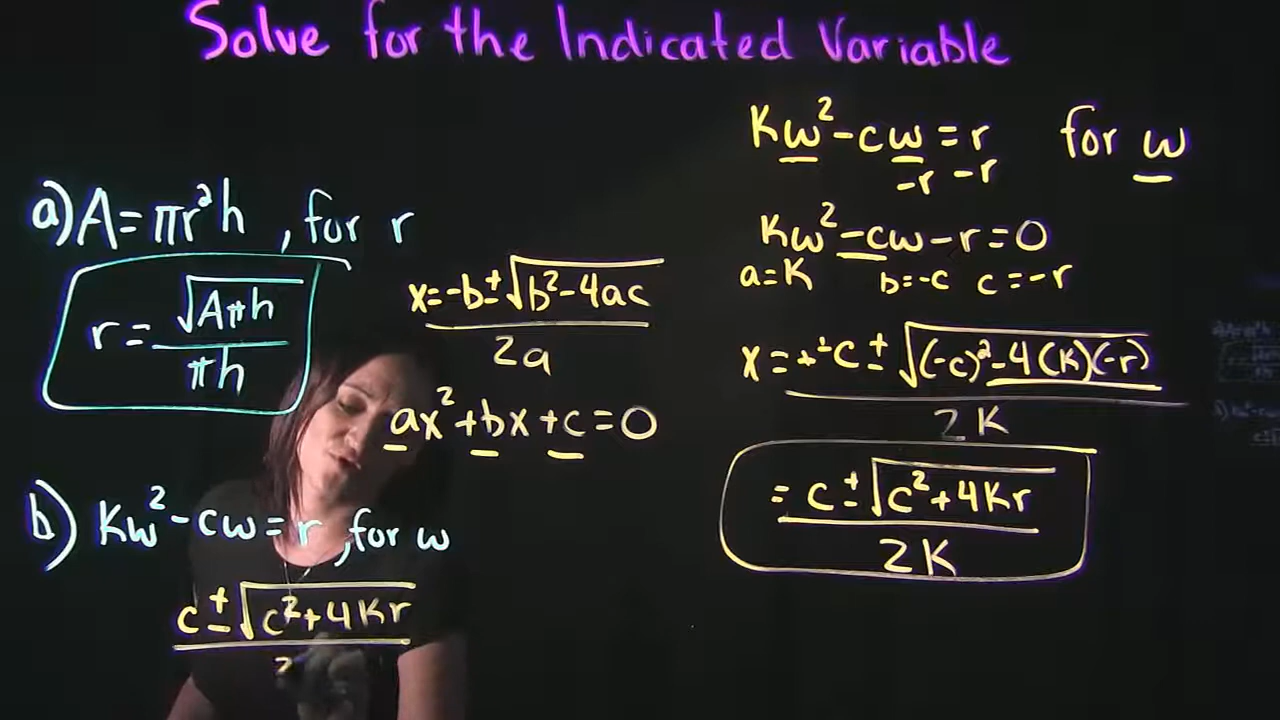 Solve for the Indicated Variable
a) A = πr²h , for r
r = √Aπh / πh
b) Kw² - cw = r , for w
c ± √c² + 4Kr
x = -b ± √b² - 4ac / 2a
ax² + bx + c = 0
Kw² - cw = r for w
-r -r
Kw² - cw - r = 0
a = K b = -c c = -r
x = + c ± √(-c)² - 4(K)(-r) / 2K
= c ± √c² + 4Kr / 2K